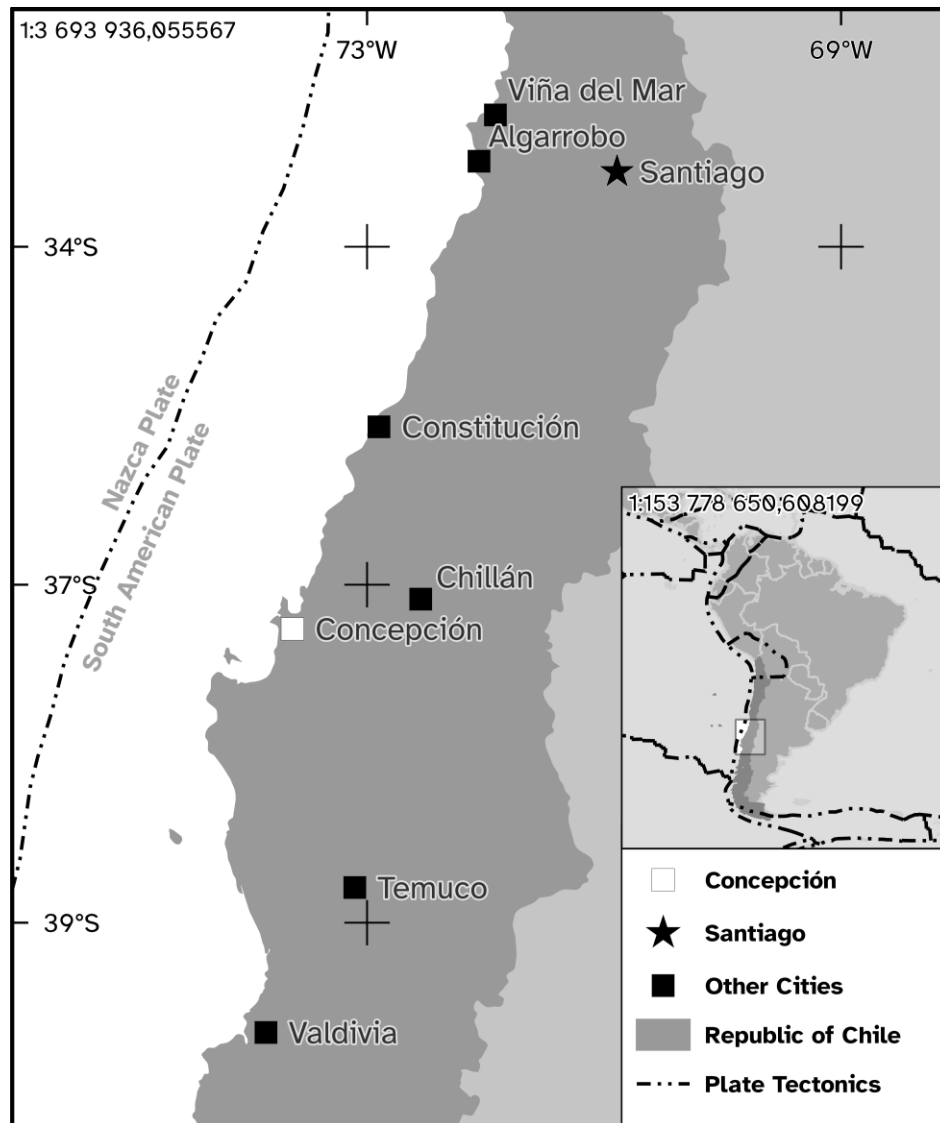 1:3 693 936,055567
73°W
69°W
Viña del Mar
Algarrobo
Santiago
34°S
Nazca Plate
South American Plate
Constitución
1:153 778 650,608199
37°S
Chillán
Concepción
Temuco
39°S
Valdivia
Concepción
Santiago
Other Cities
Republic of Chile
Plate Tectonics